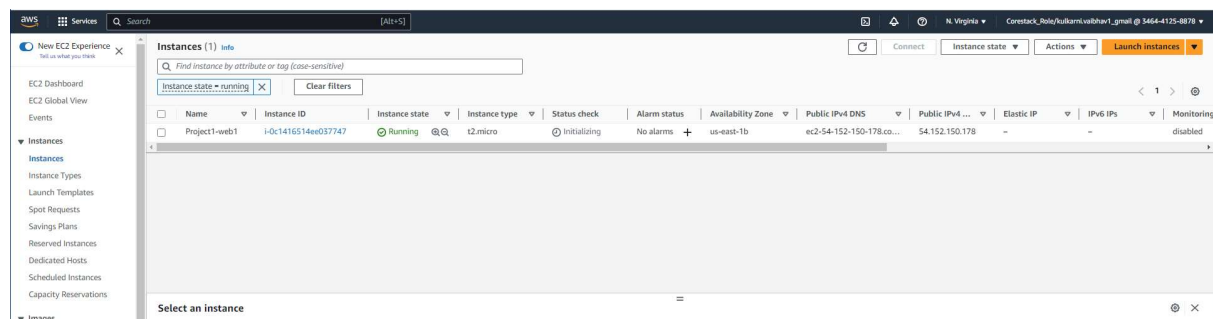 aws Services Search [Alt+S] N. Virginia Corestack_Role/kulkarni.vaibhav1_gmail @ 3464-4125-8878
New EC2 Experience
Tell us what you think
EC2 Dashboard
EC2 Global View
Events
Instances
Instances
Instance Types
Launch Templates
Spot Requests
Savings Plans
Reserved Instances
Dedicated Hosts
Scheduled Instances
Capacity Reservations
Images
Instances (1) Info Connect Instance state Actions Launch instances
Find instance by attribute or tag (case-sensitive)
Instance state = running Clear filters 1
Name Instance ID Instance state Instance type Status check Alarm status Availability Zone Public IPv4 DNS Public IPv4 ... Elastic IP IPv6 IPs Monitoring
Project1-web1 i-0c1416514ee037747 Running t2.micro Initializing No alarms + us-east-1b ec2-54-152-150-178.co... 54.152.150.178 – – disabled
Select an instance